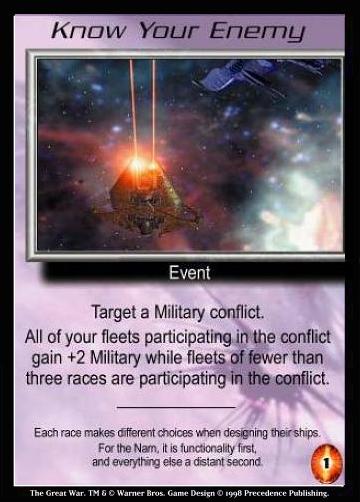 Know Your Enemy
Event
Target a Military conflict.
All of your fleets participating in the conflict
gain +2 Military while fleets of fewer than
three races are participating in the conflict.
Each race makes different choices when designing their ships.
For the Narn, it is functionality first,
and everything else a distant second.
1
The Great War. TM & © Warner Bros. Game Design © 1998 Precedence Publishing.